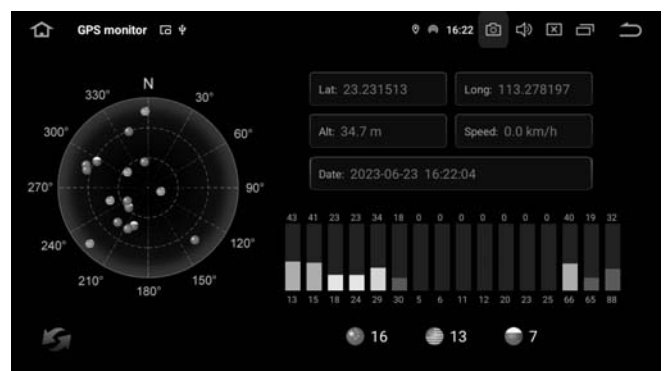 GPS monitor
16:22
N
330°
30°
300°
60°
270°
90°
240°
120°
210°
150°
180°
Lat: 23.231513
Long: 113.278197
Alt: 34.7 m
Speed: 0.0 km/h
Date: 2023-06-23 16:22:04
43 41 23 23 34 18 0 0 0 0 0 0 0 40 19 32
13 15 18 24 29 30 5 6 11 12 20 23 25 66 65 88
16
13
7